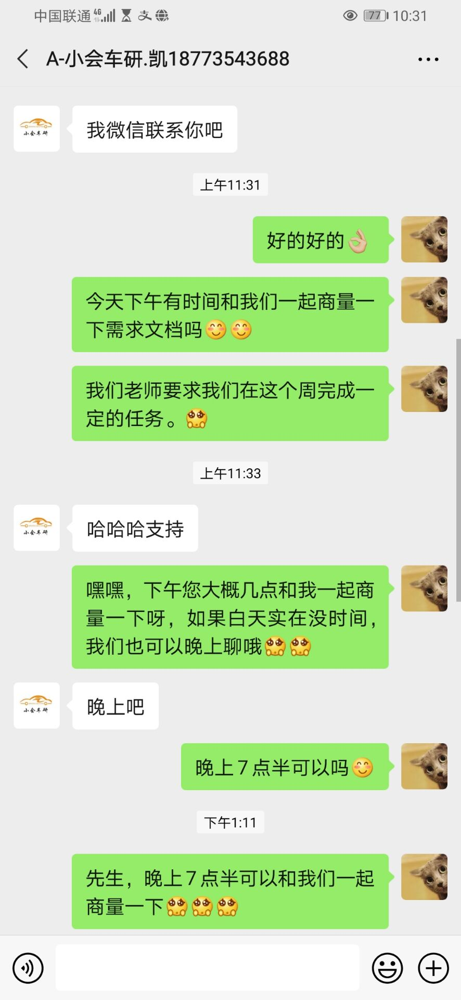 中国联通 4G 支 77 10:31
A-小会车研.凯18773543688
小会车研
我微信联系你吧
上午11:31
好的好的
今天下午有时间和我们一起商量一
下需求文档吗
我们老师要求我们在这个周完成一
定的任务。
上午11:33
小会车研
哈哈哈支持
嘿嘿，下午您大概几点和我一起商
量一下呀，如果白天实在没时间，
我们也可以晚上聊哦
小会车研
晚上吧
晚上７点半可以吗
下午1:11
先生，晚上７点半可以和我们一起
商量一下